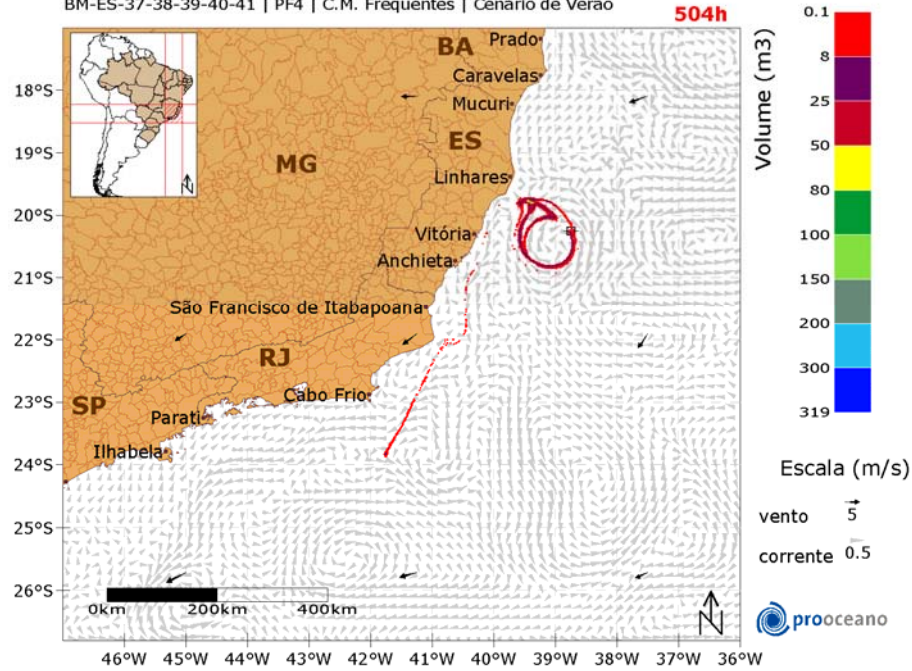 BM-ES-37-38-39-40-41 | PF4 | C.M. Frequentes | Cenário de Verão
504h
BA
Prado
Caravelas
Mucuri
ES
MG
Linhares
Vitória
Anchieta
São Francisco de Itabapoana
RJ
Cabo Frio
SP
Parati
Ilhabela
18°S
19°S
20°S
21°S
22°S
23°S
24°S
25°S
26°S
0km 200km 400km
N
N
46°W 45°W 44°W 43°W 42°W 41°W 40°W 39°W 38°W 37°W 36°W
Volume (m3)
0.1
8
25
50
80
100
150
200
300
319
Escala (m/s)
vento 5
corrente 0.5
prooceano